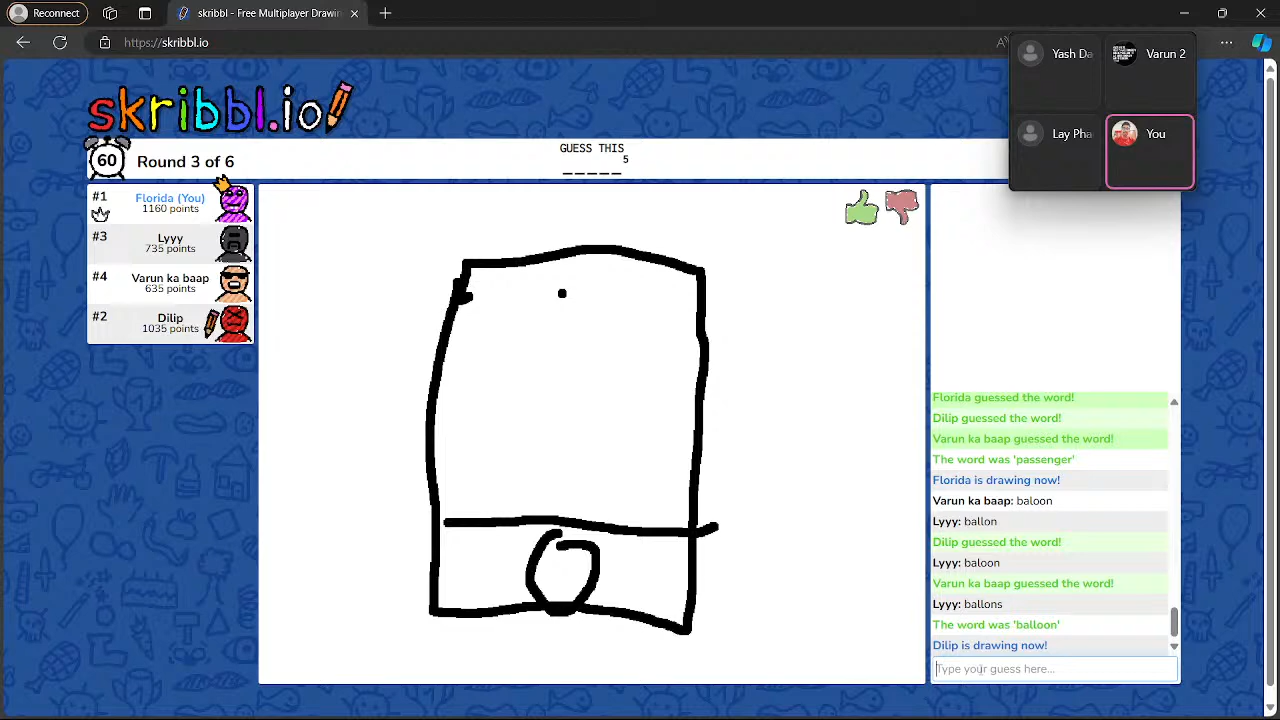 Reconnect
skribbl - Free Multiplayer Drawin
https://skribbl.io
Yash Da
Varun 2
Lay Pha
You
skribbl.io
60
Round 3 of 6
GUESS THIS
5
_____
#1
Florida (You)
1160 points
#3
Lyyy
735 points
#4
Varun ka baap
635 points
#2
Dilip
1035 points
Florida guessed the word!
Dilip guessed the word!
Varun ka baap guessed the word!
The word was 'passenger'
Florida is drawing now!
Varun ka baap: baloon
Lyyy: ballon
Dilip guessed the word!
Lyyy: baloon
Varun ka baap guessed the word!
Lyyy: ballons
The word was 'balloon'
Dilip is drawing now!
Type your guess here...